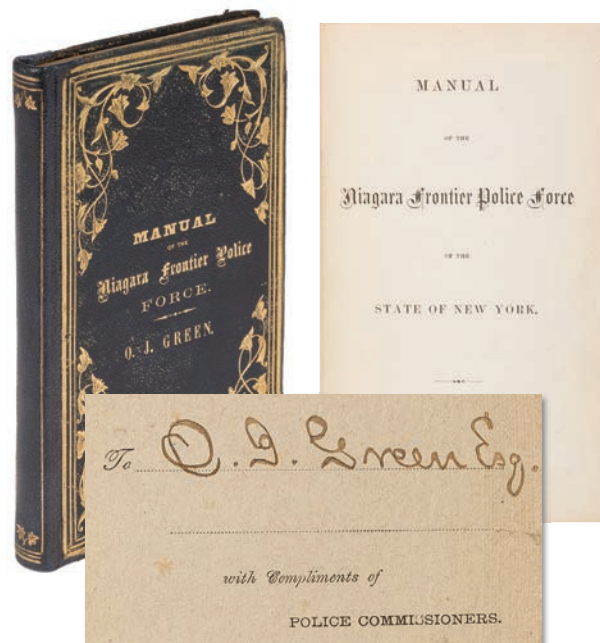 MANUAL
OF THE
Niagara Frontier Police
FORCE.
O. J. GREEN.
MANUAL
OF THE
Niagara Frontier Police Force
OF THE
STATE OF NEW YORK.
To O. J. Green Esq.
with Compliments of
POLICE COMMISSIONERS.